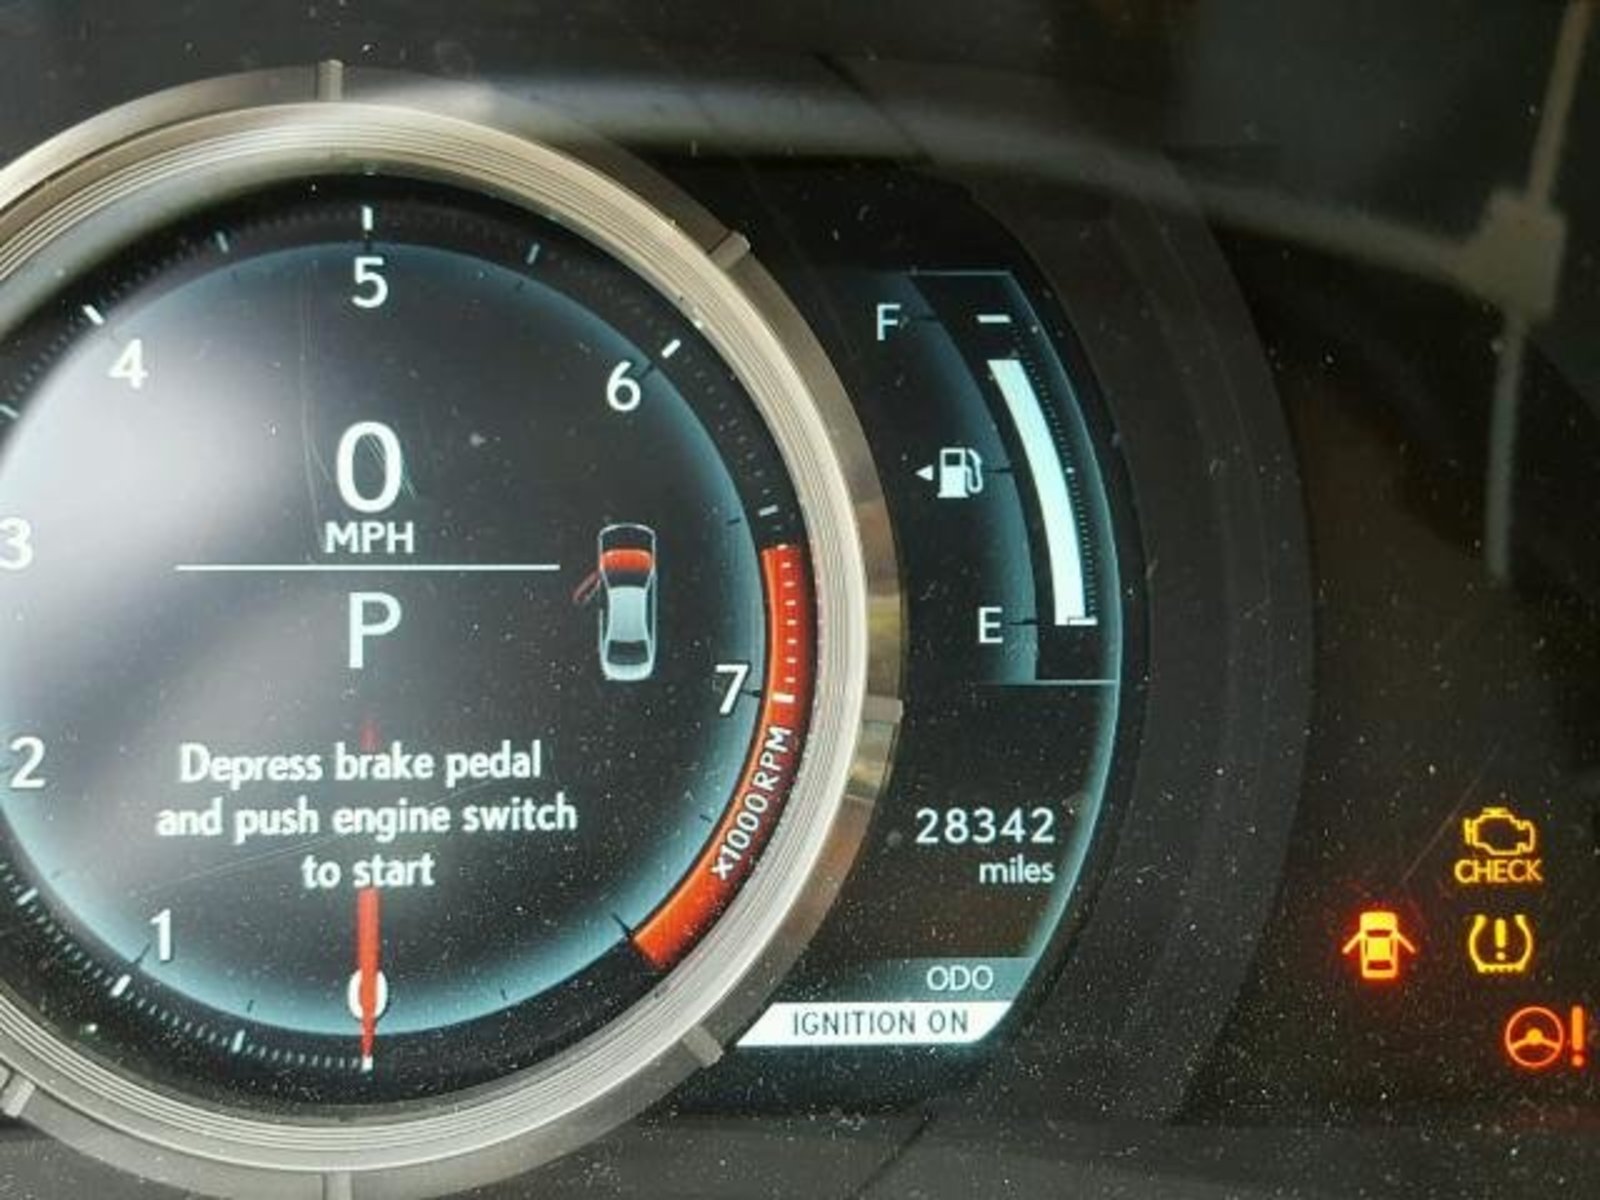 5
4
6
3
0
MPH
P
7
2
Depress brake pedal
and push engine switch
to start
1
0
x1000RPM
F
E
28342
miles
ODO
IGNITION ON
CHECK
!
!